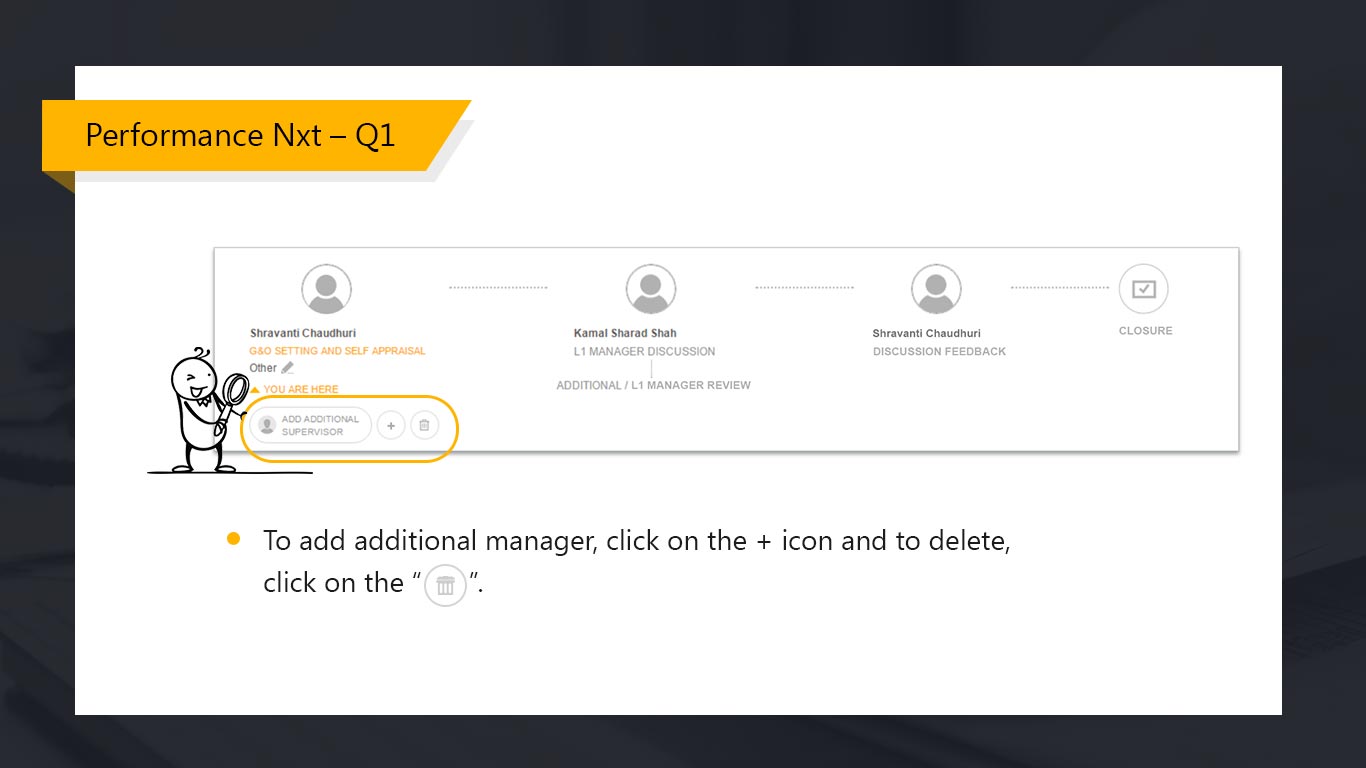 Performance Nxt – Q1
Shravanti Chaudhuri
G&O SETTING AND SELF APPRAISAL
Other
YOU ARE HERE
ADD ADDITIONAL
SUPERVISOR
+
Kamal Sharad Shah
L1 MANAGER DISCUSSION
ADDITIONAL / L1 MANAGER REVIEW
Shravanti Chaudhuri
DISCUSSION FEEDBACK
CLOSURE
To add additional manager, click on the + icon and to delete,
click on the “ ”.